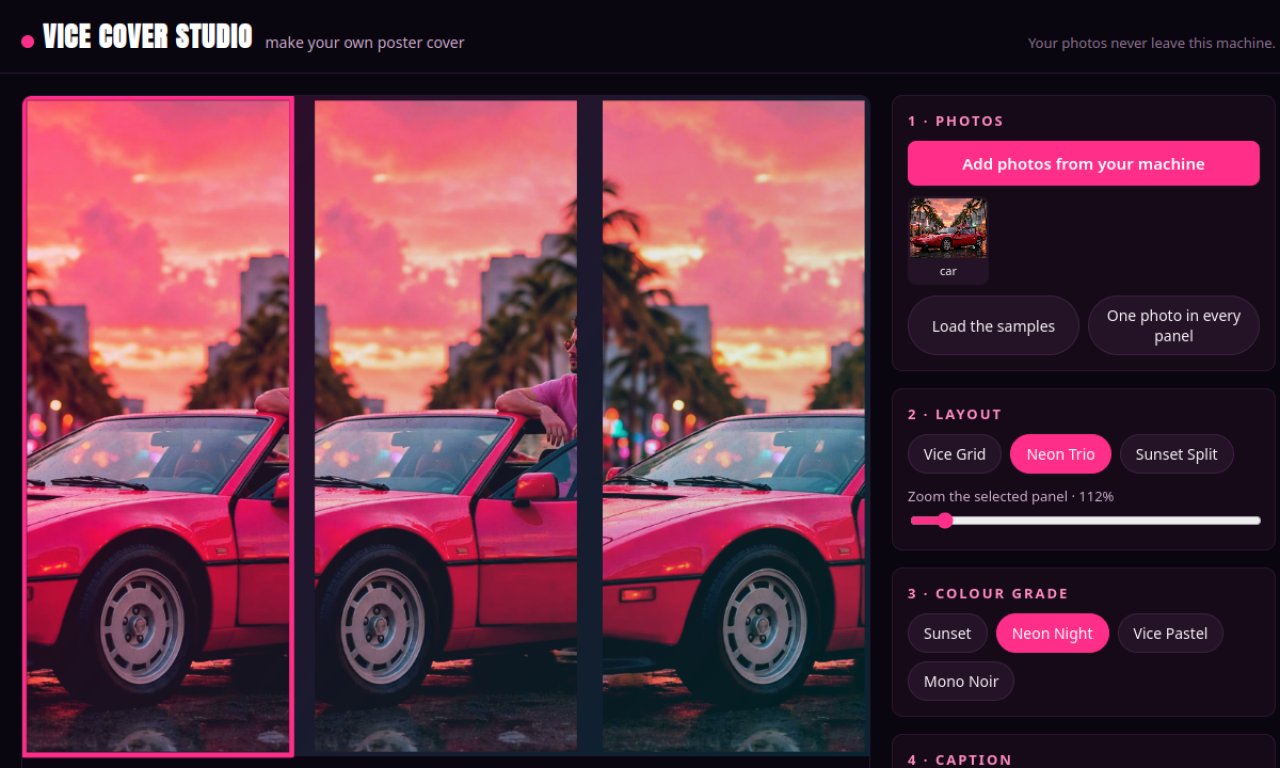 VICE COVER STUDIO make your own poster cover
Your photos never leave this machine.
1 · PHOTOS
Add photos from your machine
car
Load the samples
One photo in every
panel
2 · LAYOUT
Vice Grid
Neon Trio
Sunset Split
Zoom the selected panel · 112%
3 · COLOUR GRADE
Sunset
Neon Night
Vice Pastel
Mono Noir
4 · CAPTION